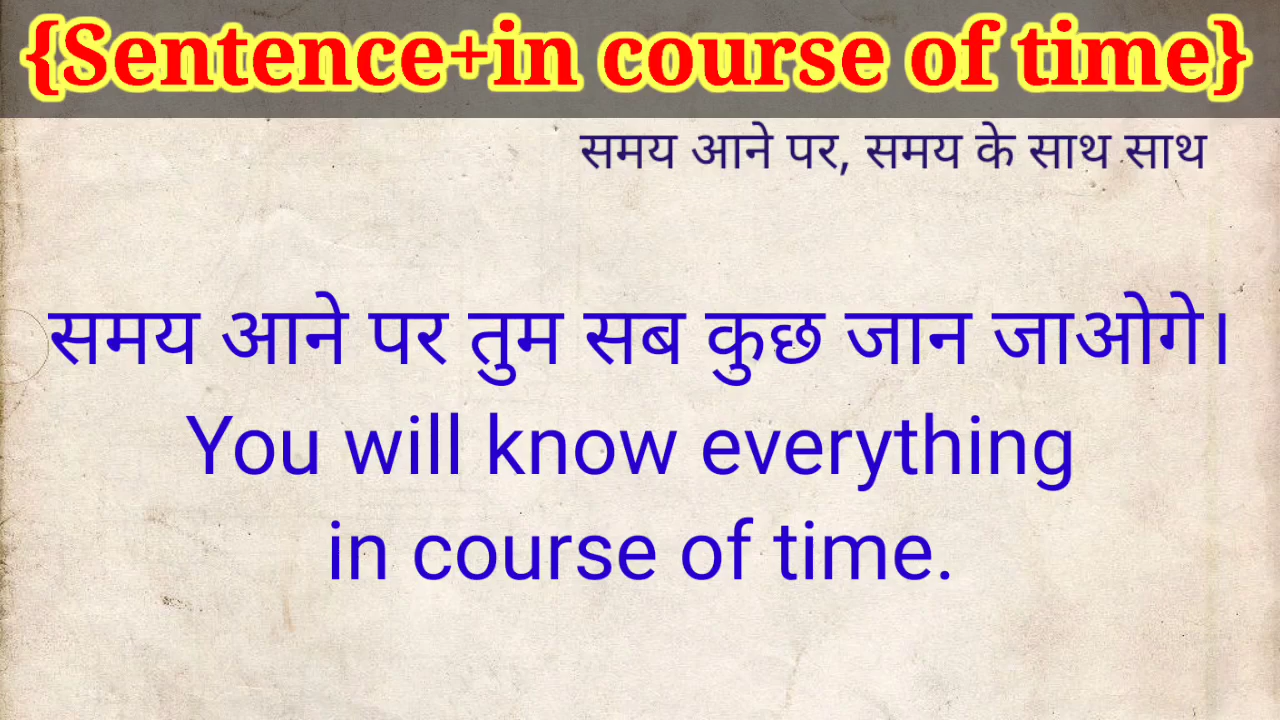 {Sentence+in course of time}
समय आने पर, समय के साथ साथ
समय आने पर तुम सब कुछ जान जाओगे।
You will know everything
in course of time.